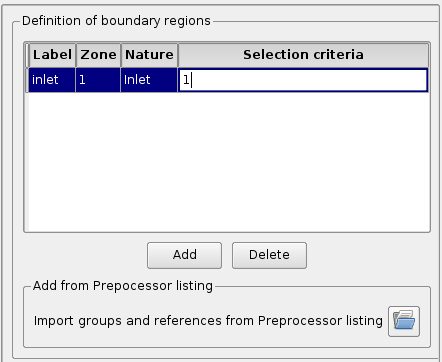 Definition of boundary regions
Label Zone Nature Selection criteria
inlet 1 Inlet 1
Add Delete
Add from Prepocessor listing
Import groups and references from Preprocessor listing